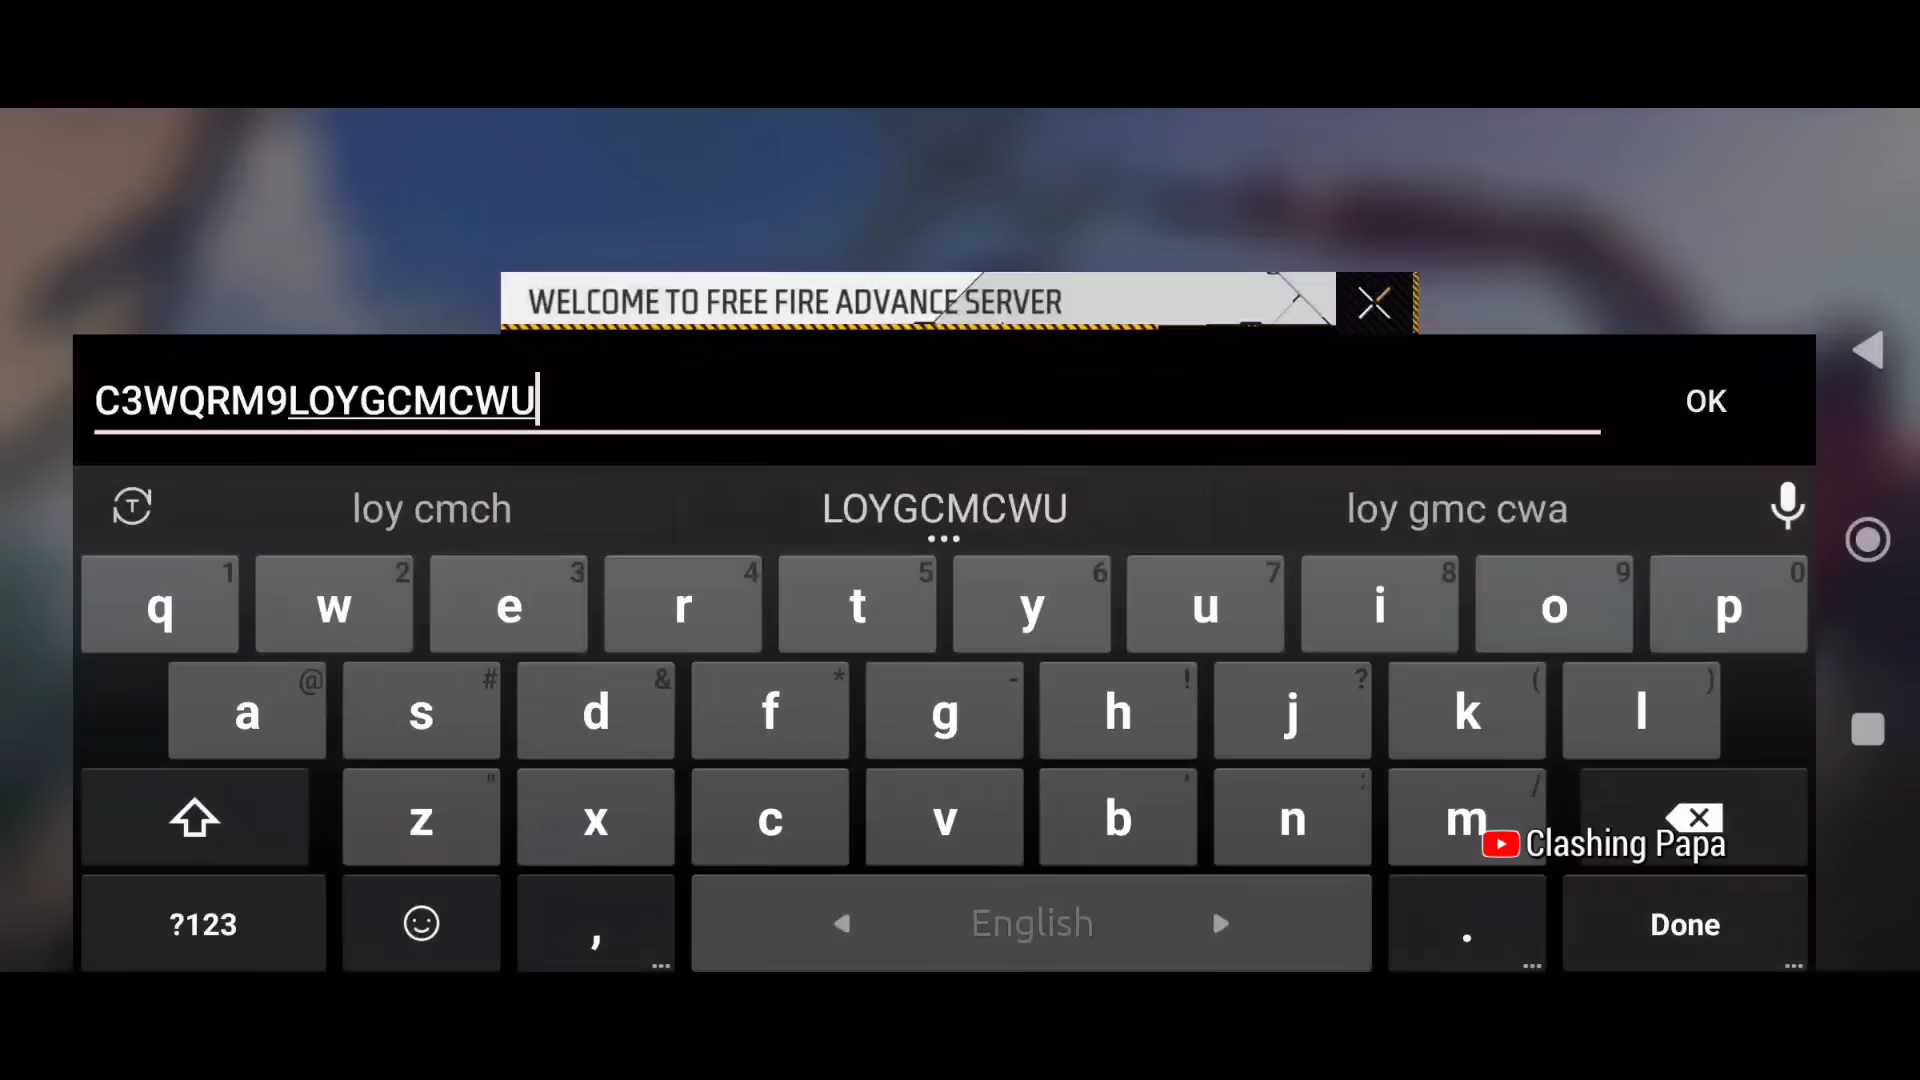 WELCOME TO FREE FIRE ADVANCE SERVER
C3WQRM9LOYGCMCWU OK
loy cmch LOYGCMCWU loy gmc cwa
1 2 3 4 5 6 7 8 9 0
q w e r t y u i o p
@ # & * - ! ? ( )
a s d f g h j k l
" ' : /
z x c v b n m
Clashing Papa
?123 , English . Done